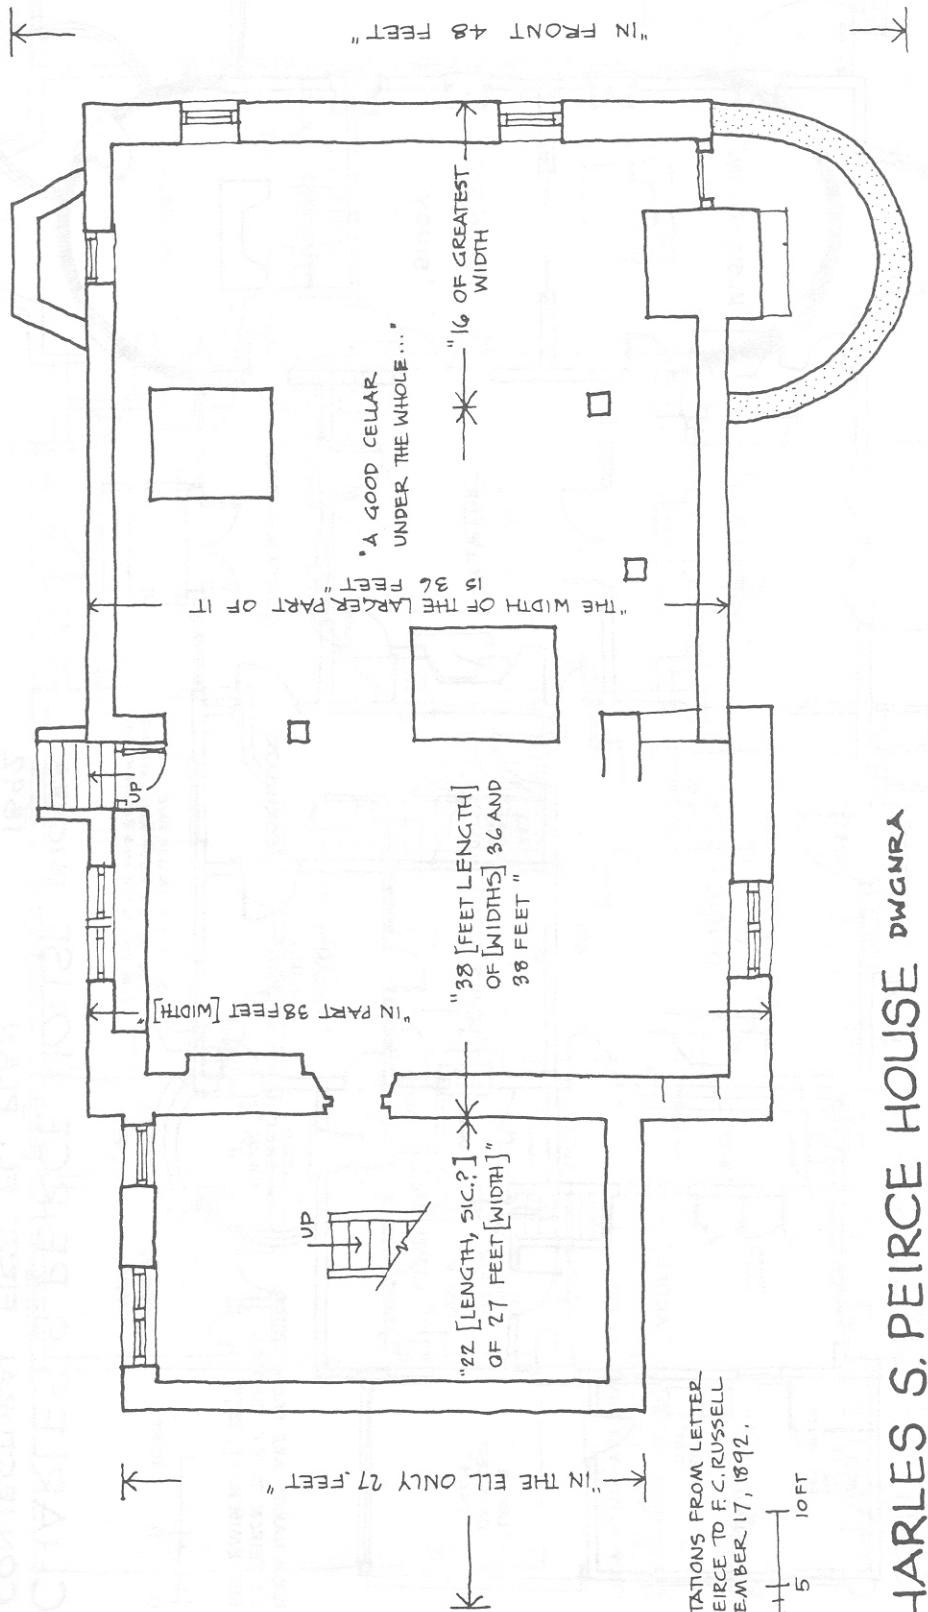 "IN FRONT 48 FEET"
"16 OF GREATEST
WIDTH
"A GOOD CELLAR
UNDER THE WHOLE..."
"THE WIDTH OF THE LARGER PART OF IT
IS 36 FEET"
UP
"38 [FEET LENGTH]
OF [WIDTHS] 36 AND
38 FEET"
"IN PART 38 FEET [WIDTH]"
UP
"22 [LENGTH, SIC.?]
OF 27 FEET [WIDTH]"
"IN THE ELL ONLY 27 FEET"
TATIONS FROM LETTER
EIRCE TO F.C. RUSSELL
EMBER 17, 1892.
5 10 FT
HARLES S. PEIRCE HOUSE DWGNRA